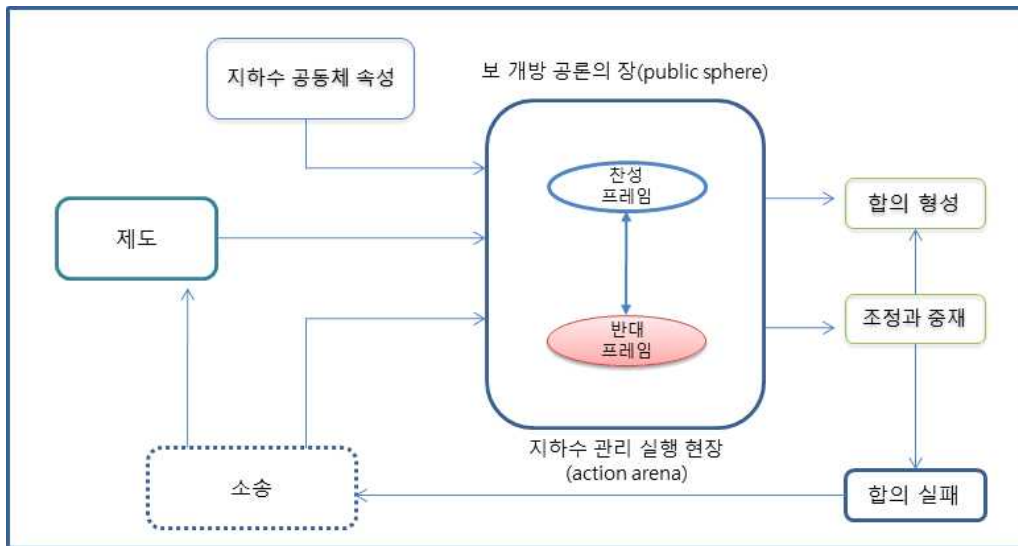 지하수 공동체 속성
보 개방 공론의 장(public sphere)
찬성
프레임
제도
합의 형성
조정과 중재
반대
프레임
지하수 관리 실행 현장
(action arena)
소송
합의 실패